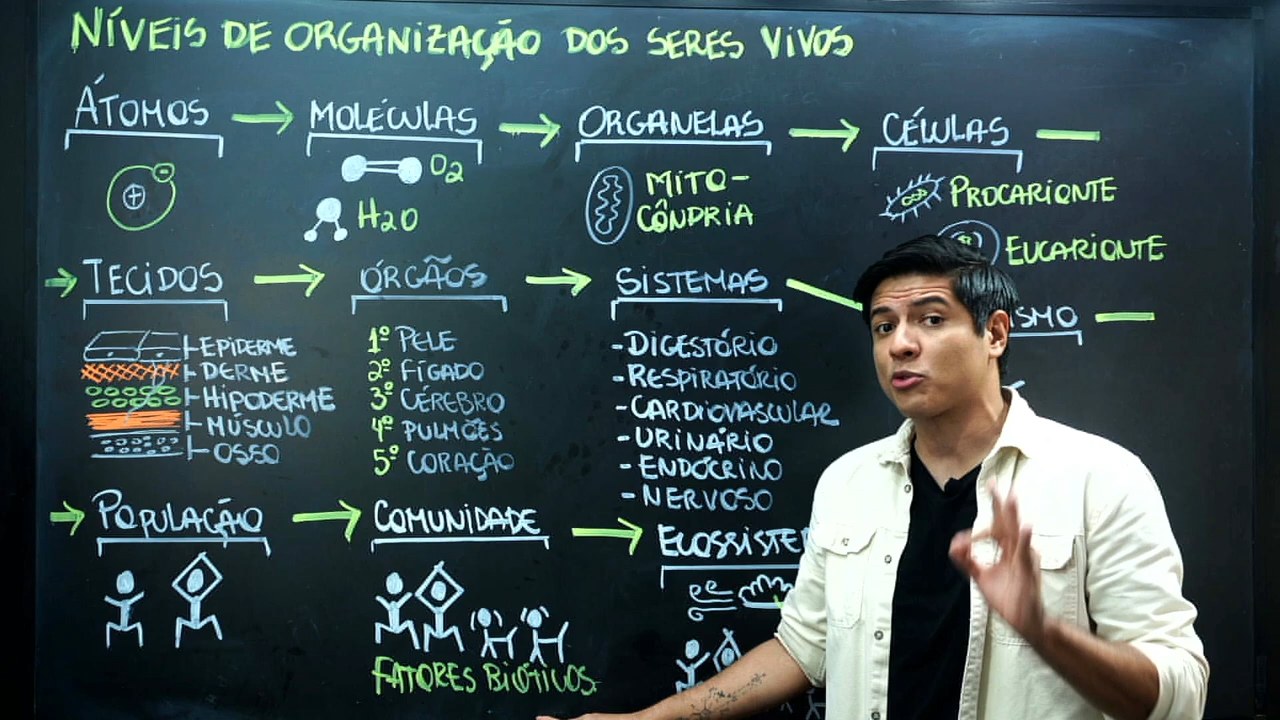 NÍVEIS DE ORGANIZAÇÃO DOS SERES VIVOS
ÁTOMOS → MOLÉCULAS → ORGANELAS → CÉLULAS
O2
H2O
MITO-
CÔNDRIA
PROCARIONTE
EUCARIONTE
→ TECIDOS → ÓRGÃOS → SISTEMAS
SMO
EPIDERME
DERME
HIPODERME
MÚSCULO
OSSO
1º PELE
2º FÍGADO
3º CÉREBRO
4º PULMÕES
5º CORAÇÃO
-DIGESTÓRIO
-RESPIRATÓRIO
-CARDIOVASCULAR
-URINÁRIO
-ENDÓCRINO
-NERVOSO
→ POPULAÇÃO → COMUNIDADE → ECOSSISTE
FATORES BIÓTICOS